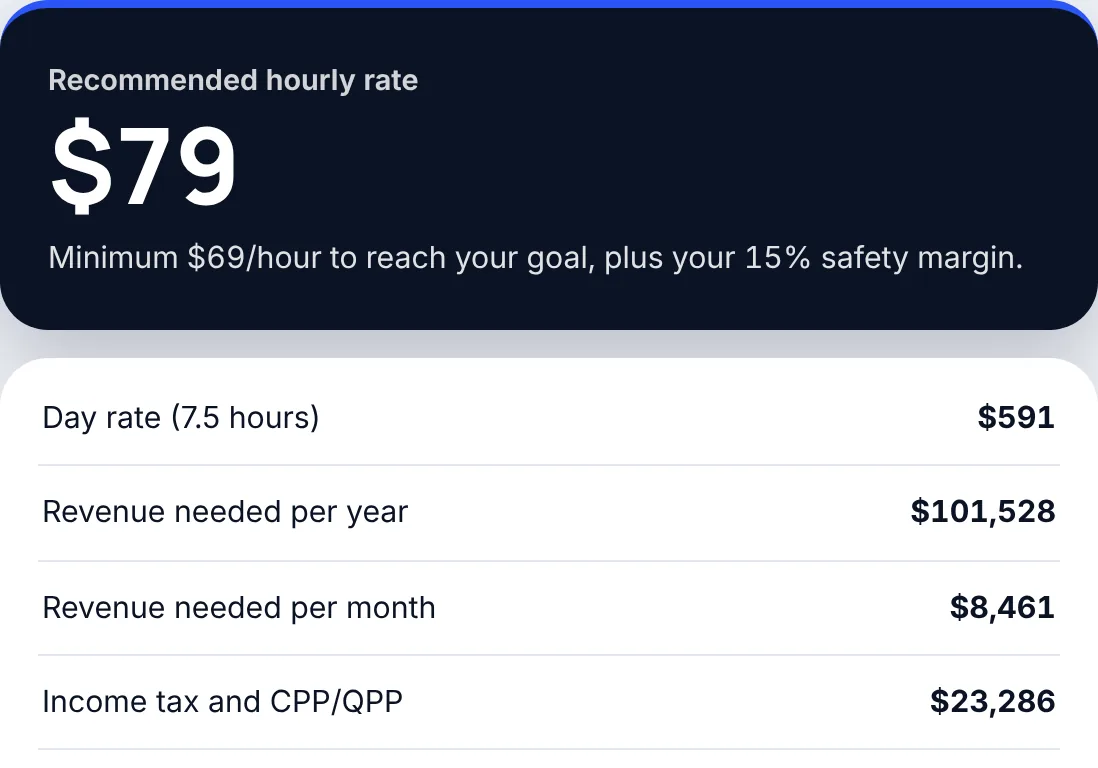 Recommended hourly rate
$79
Minimum $69/hour to reach your goal, plus your 15% safety margin.
Day rate (7.5 hours) $591
Revenue needed per year $101,528
Revenue needed per month $8,461
Income tax and CPP/QPP $23,286